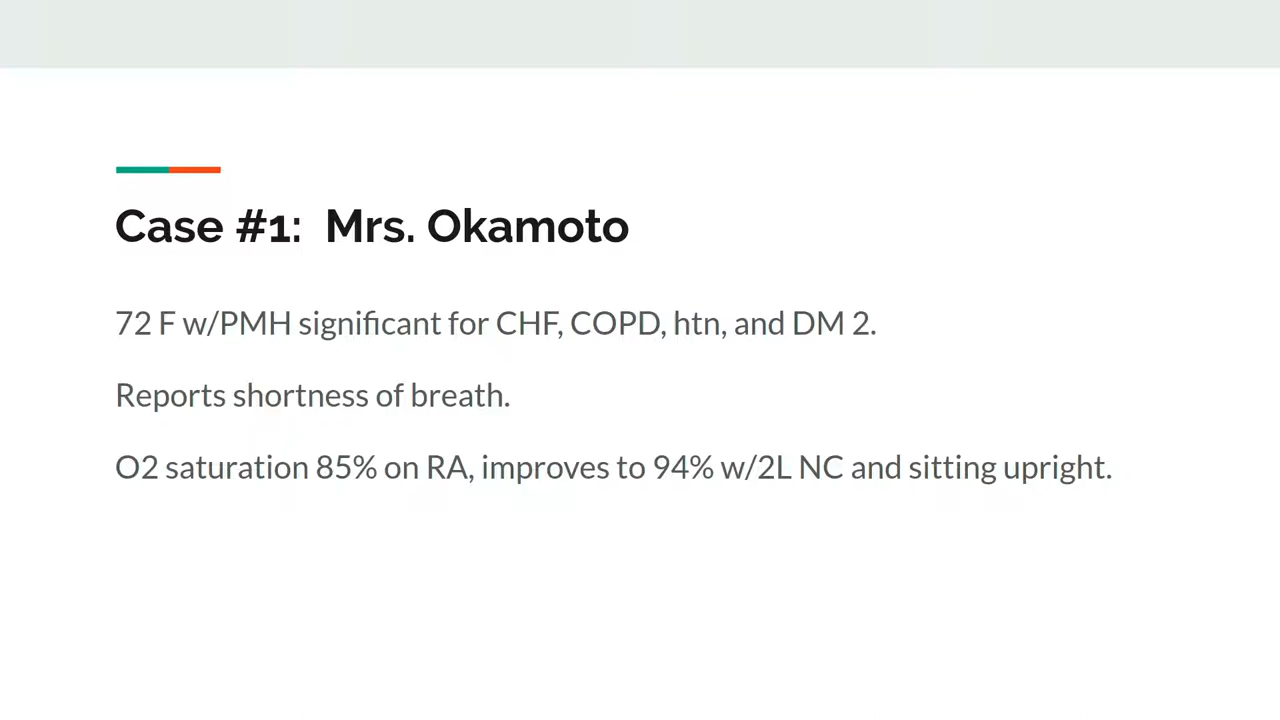 Case #1:  Mrs. Okamoto
72 F w/PMH significant for CHF, COPD, htn, and DM 2.
Reports shortness of breath.
O2 saturation 85% on RA, improves to 94% w/2L NC and sitting upright.